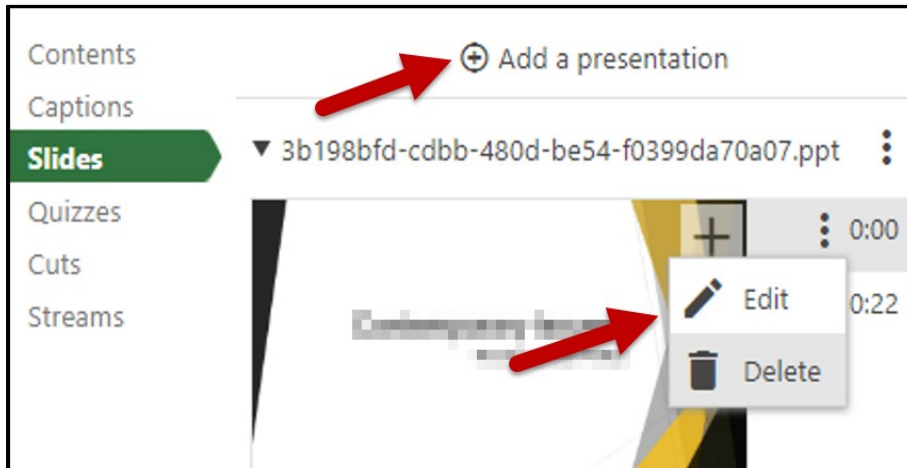 Contents
Captions
Slides
Quizzes
Cuts
Streams
Add a presentation
3b198bfd-cdbb-480d-be54-f0399da70a07.ppt
0:00
Edit
0:22
Delete